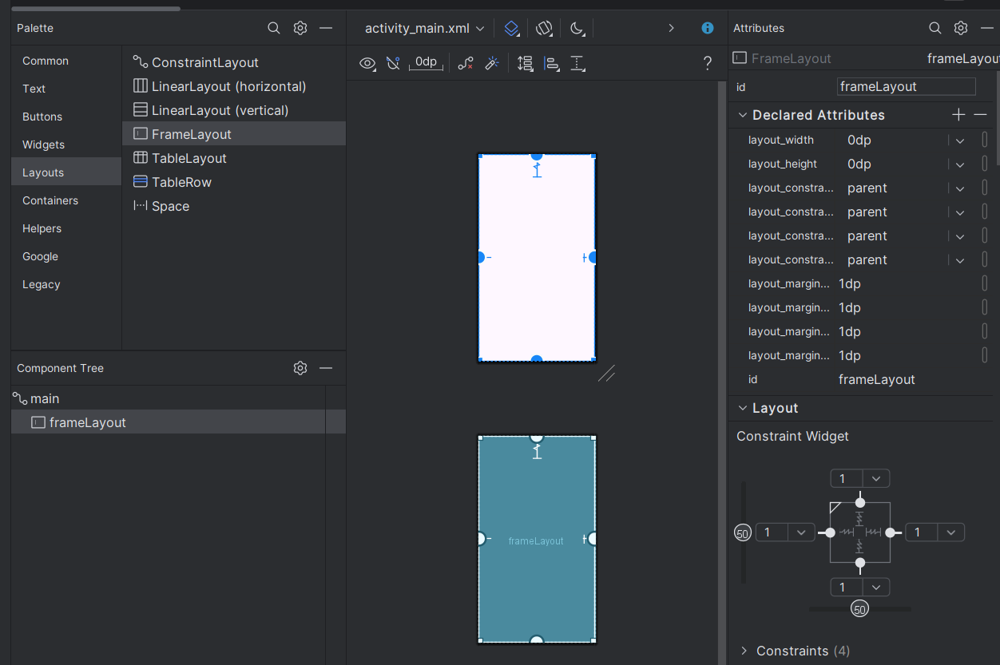 Palette
Common
Text
Buttons
Widgets
Layouts
Containers
Helpers
Google
Legacy
ConstraintLayout
LinearLayout (horizontal)
LinearLayout (vertical)
FrameLayout
TableLayout
TableRow
Space
Component Tree
main
frameLayout
activity_main.xml
0dp
?
frameLayout
Attributes
FrameLayout frameLayou
id frameLayout
Declared Attributes
layout_width 0dp
layout_height 0dp
layout_constra... parent
layout_constra... parent
layout_constra... parent
layout_constra... parent
layout_margin... 1dp
layout_margin... 1dp
layout_margin... 1dp
layout_margin... 1dp
id frameLayout
Layout
Constraint Widget
1
50 1 1
1
50
Constraints (4)